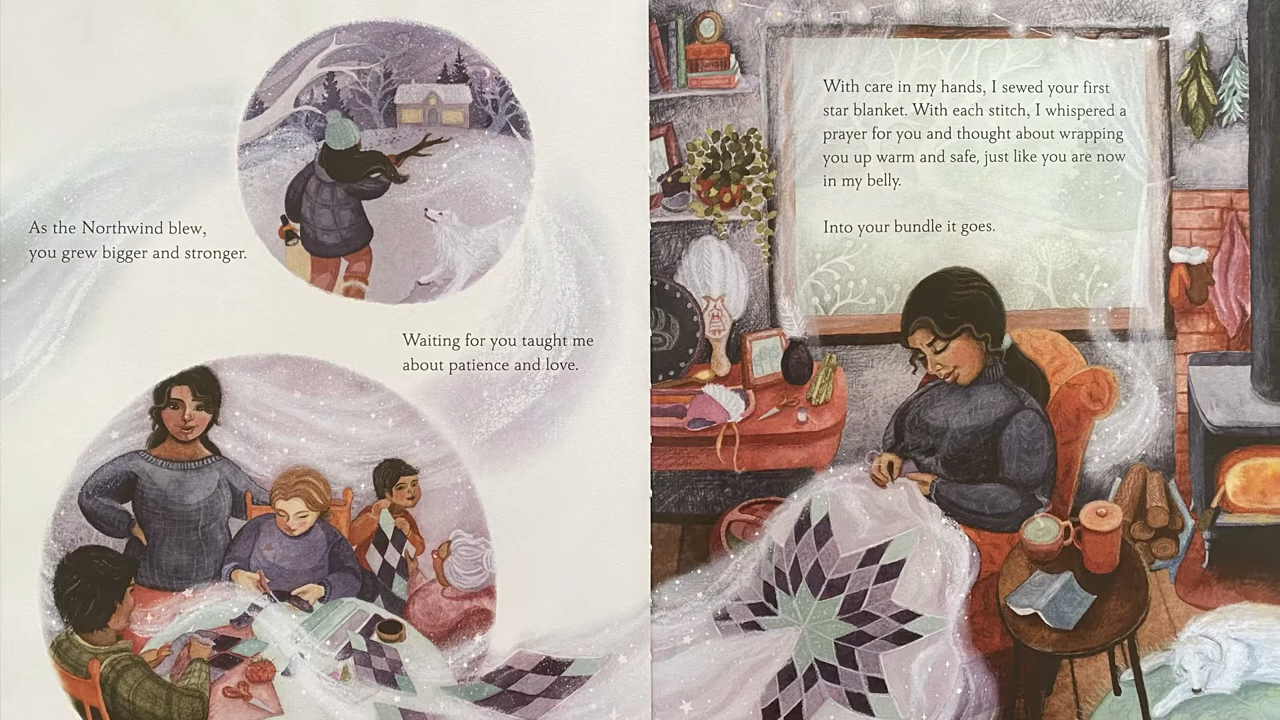 As the Northwind blew,
you grew bigger and stronger.
Waiting for you taught me
about patience and love.
With care in my hands, I sewed your first
star blanket. With each stitch, I whispered a
prayer for you and thought about wrapping
you up warm and safe, just like you are now
in my belly.
Into your bundle it goes.